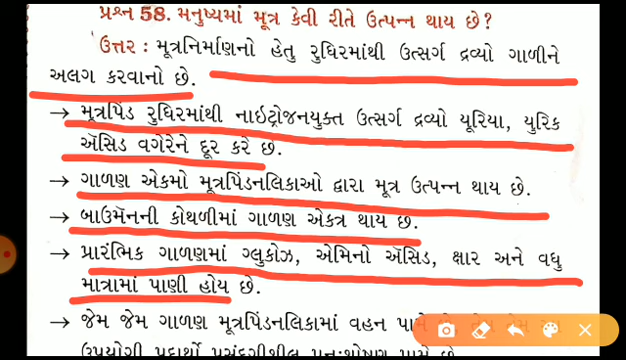 પ્રશ્ન 58. મનુષ્યમાં મૂત્ર કેવી રીતે ઉત્પન્ન થાય છે?
ઉત્તર : મૂત્રનિર્માણનો હેતુ રુધિરમાંથી ઉત્સર્ગ દ્રવ્યો ગાળીને
અલગ કરવાનો છે.
→ મૂત્રપિંડ રુધિરમાંથી નાઇટ્રોજનયુક્ત ઉત્સર્ગ દ્રવ્યો યૂરિયા, યુરિક
ઍસિડ વગેરેને દૂર કરે છે.
→ ગાળણ એકમો મૂત્રપિંડનલિકાઓ દ્વારા મૂત્ર ઉત્પન્ન થાય છે.
→ બાઉમૅનની કોથળીમાં ગાળણ એકત્ર થાય છે.
→ પ્રારંભિક ગાળણમાં ગ્લુકોઝ, એમિનો ઍસિડ, ક્ષાર અને વધુ
માત્રામાં પાણી હોય છે.
→ જેમ જેમ ગાળણ મૂત્રપિંડનલિકામાં વહન
ઉપયોગી પદાર્થો